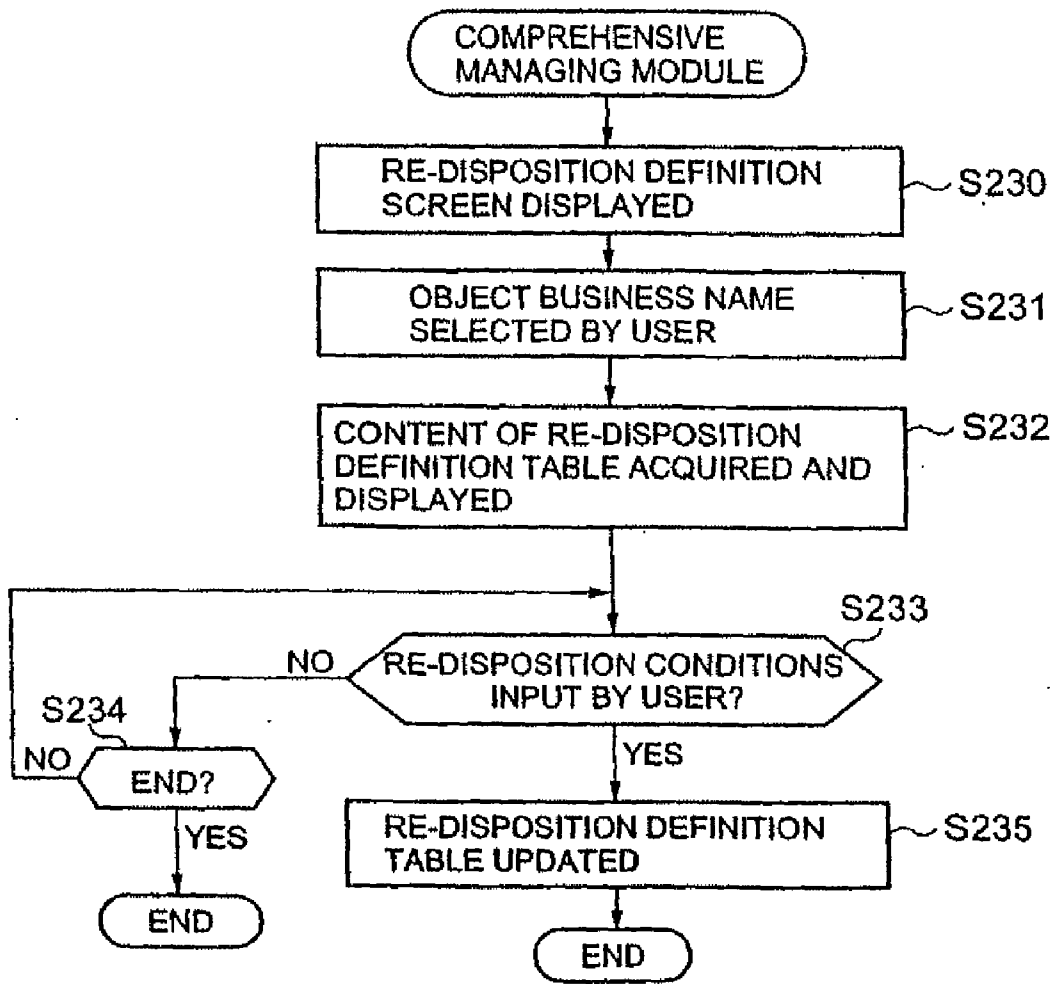 COMPREHENSIVE
MANAGING MODULE
RE-DISPOSITION DEFINITION
SCREEN DISPLAYED
S230
OBJECT BUSINESS NAME
SELECTED BY USER
S231
CONTENT OF RE-DISPOSITION
DEFINITION TABLE ACQUIRED AND
DISPLAYED
S232
S233
RE-DISPOSITION CONDITIONS
INPUT BY USER?
NO
YES
S234
END?
NO
YES
END
RE-DISPOSITION DEFINITION
TABLE UPDATED
S235
END